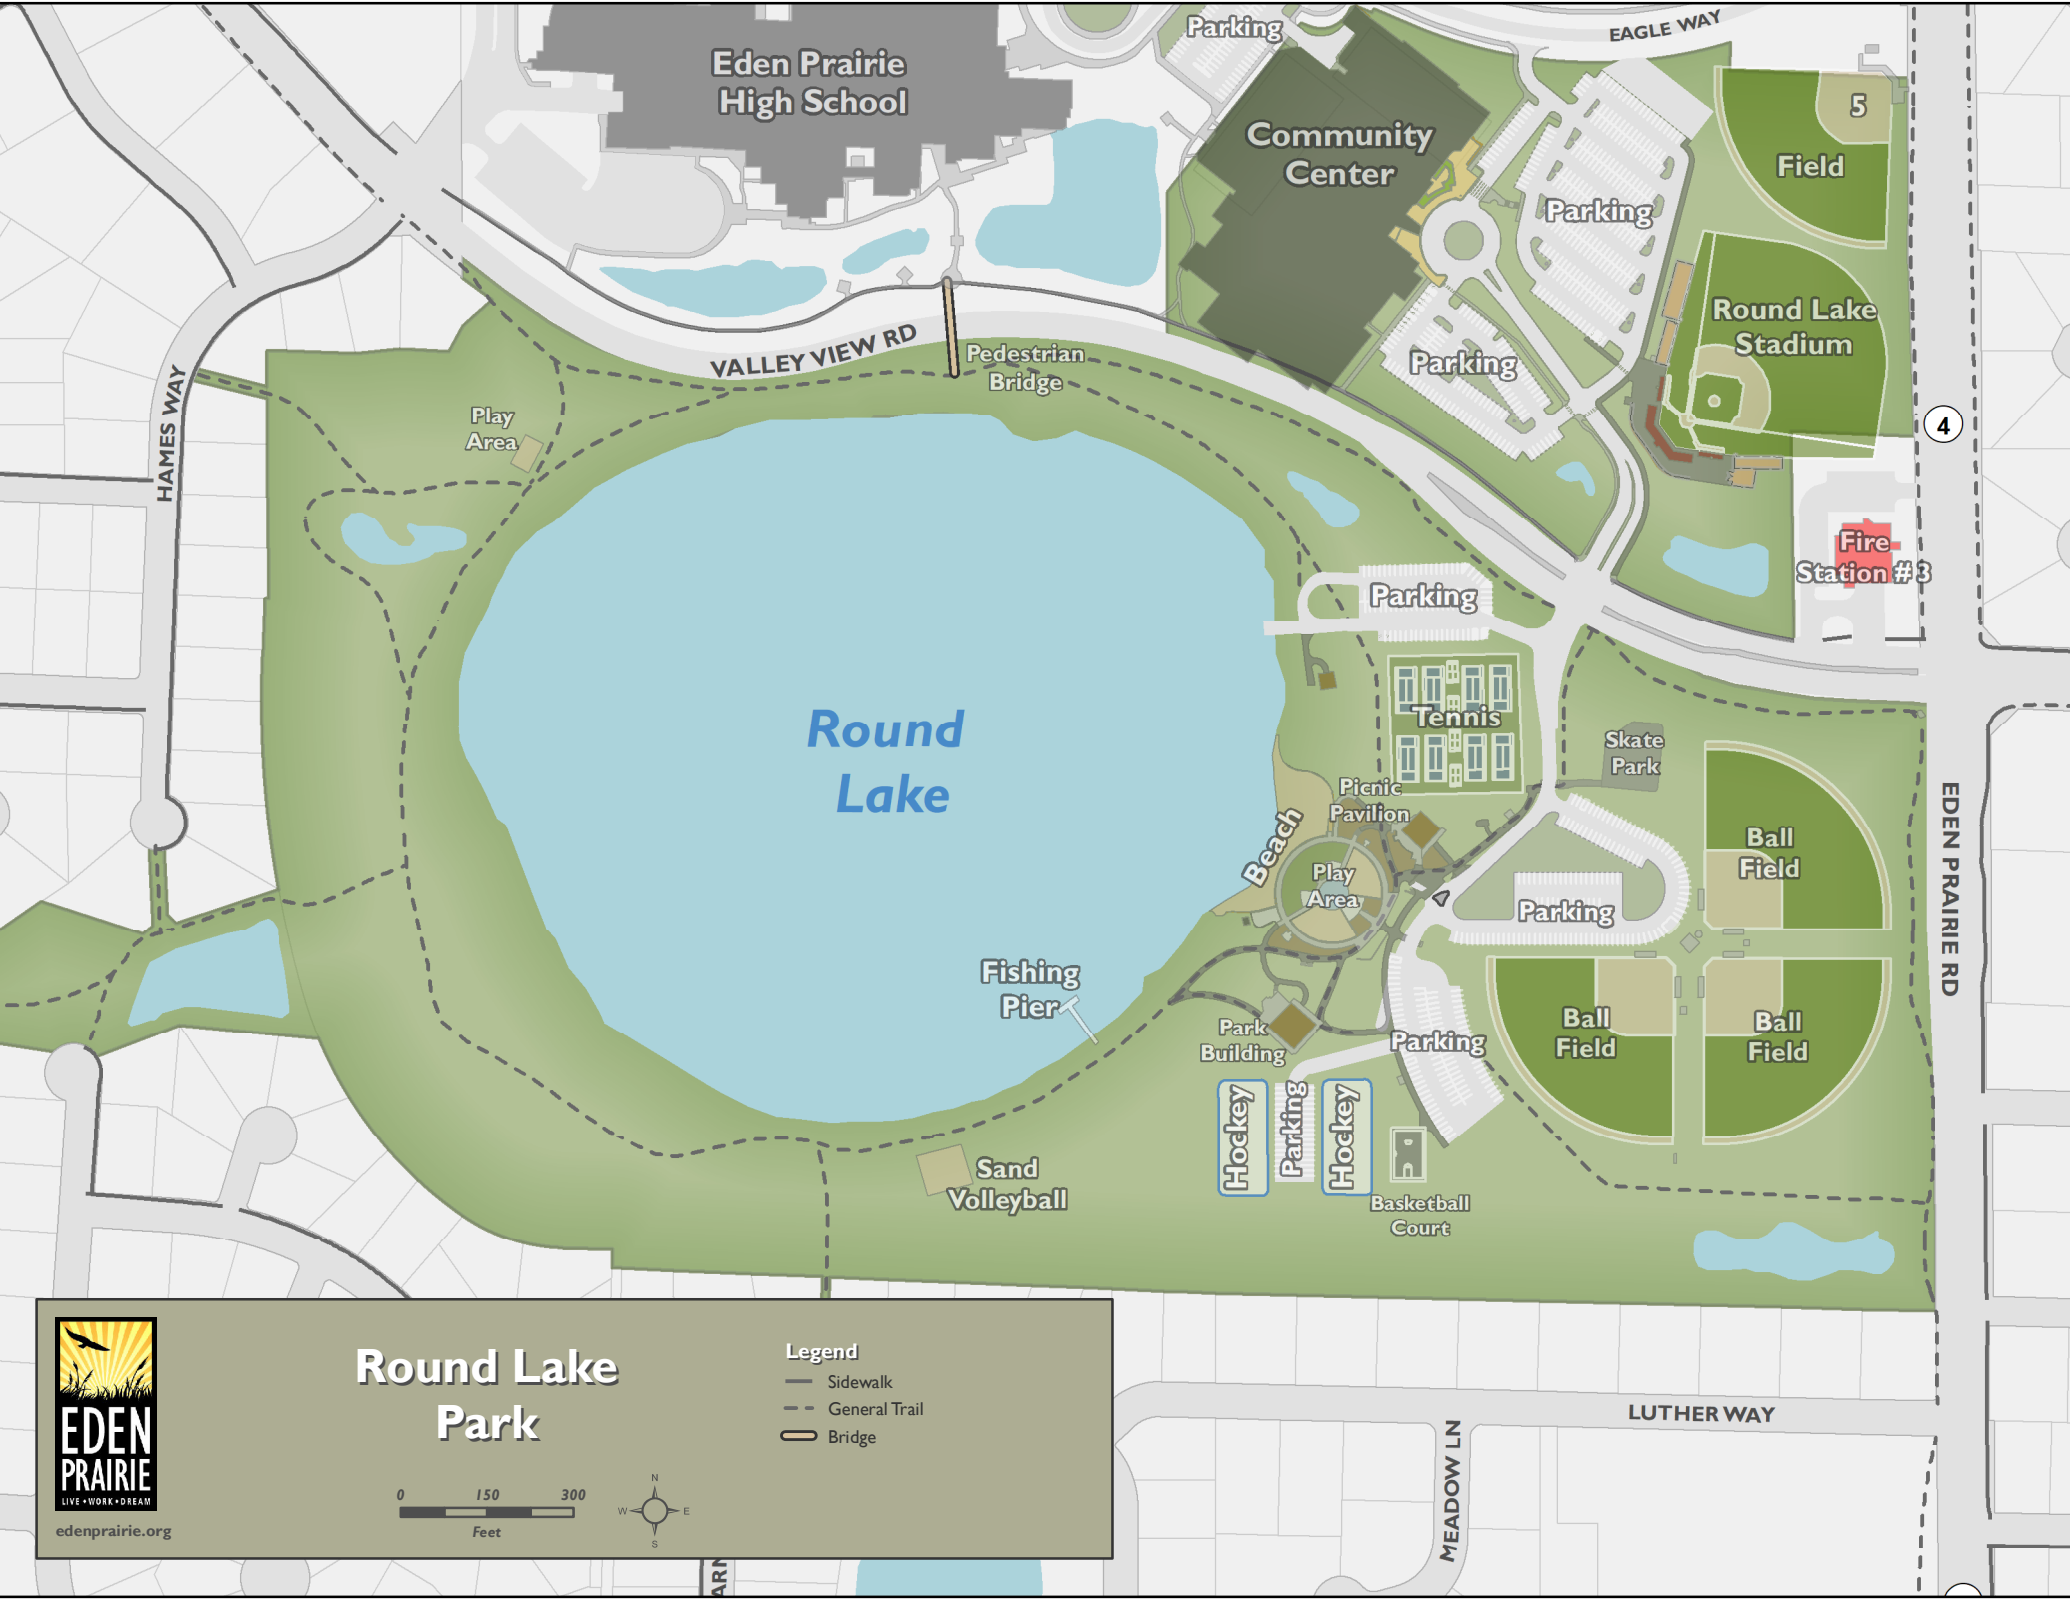 EAGLE WAY
Parking
Eden Prairie
High School
Community
Center
5
Field
Parking
Round Lake
Stadium
VALLEY VIEW RD
Pedestrian
Bridge
Parking
HAMES WAY
Play
Area
4
Fire
Station # 3
Parking
Tennis
Round
Lake
Skate
Park
Picnic
Pavilion
Beach
Play
Area
Ball
Field
EDEN PRAIRIE RD
Parking
Fishing
Pier
Park
Building
Parking
Ball
Field
Ball
Field
Hockey
Parking
Hockey
Sand
Volleyball
Basketball
Court
Round Lake
Park
Legend
Sidewalk
General Trail
Bridge
EDEN
PRAIRIE
LIVE • WORK • DREAM
edenprairie.org
0 150 300
Feet
N
W E
S
LUTHER WAY
MEADOW LN